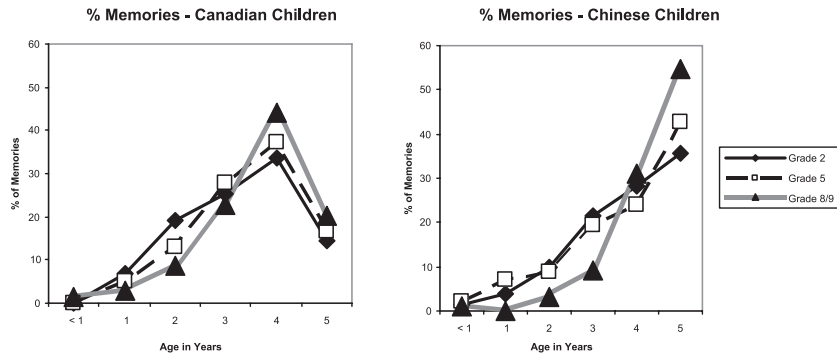 % Memories - Canadian Children
60
50
40
30
20
10
0
% of Memories
< 1 1 2 3 4 5
Age in Years
% Memories - Chinese Children
60
50
40
30
20
10
0
% of Memories
< 1 1 2 3 4 5
Age in Years
Grade 2
Grade 5
Grade 8/9